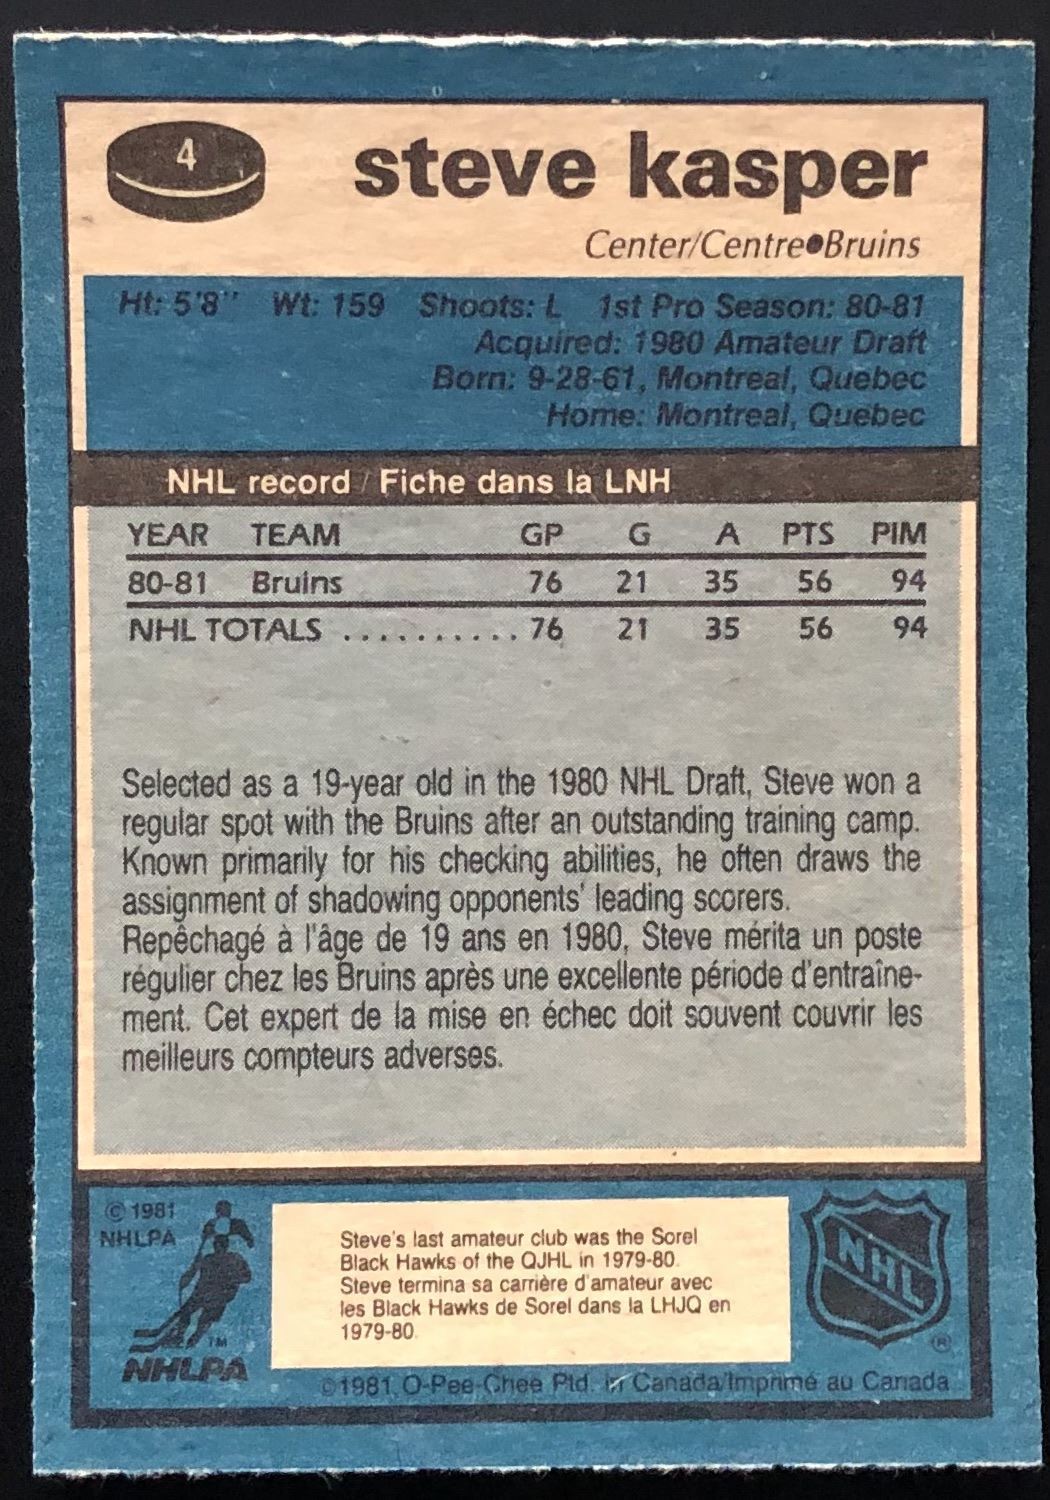 4
steve kasper
Center/Centre●Bruins
Ht: 5'8" Wt: 159 Shoots: L 1st Pro Season: 80-81
Acquired: 1980 Amateur Draft
Born: 9-28-61, Montreal, Quebec
Home: Montreal, Quebec
NHL record / Fiche dans la LNH
YEAR TEAM GP G A PTS PIM
80-81 Bruins 76 21 35 56 94
NHL TOTALS .......... 76 21 35 56 94
Selected as a 19-year old in the 1980 NHL Draft, Steve won a
regular spot with the Bruins after an outstanding training camp.
Known primarily for his checking abilities, he often draws the
assignment of shadowing opponents' leading scorers.
Repêchagé à l'âge de 19 ans en 1980, Steve mérita un poste
régulier chez les Bruins après une excellente période d'entraîne-
ment. Cet expert de la mise en échec doit souvent couvrir les
meilleurs compteurs adverses.
© 1981
NHLPA
TM
NHLPA
Steve's last amateur club was the Sorel
Black Hawks of the QJHL in 1979-80.
Steve termina sa carrière d'amateur avec
les Black Hawks de Sorel dans la LHJQ en
1979-80.
NHL
®
©1981 O-Pee-Chee Ptd. in Canada/Imprimé au Canada